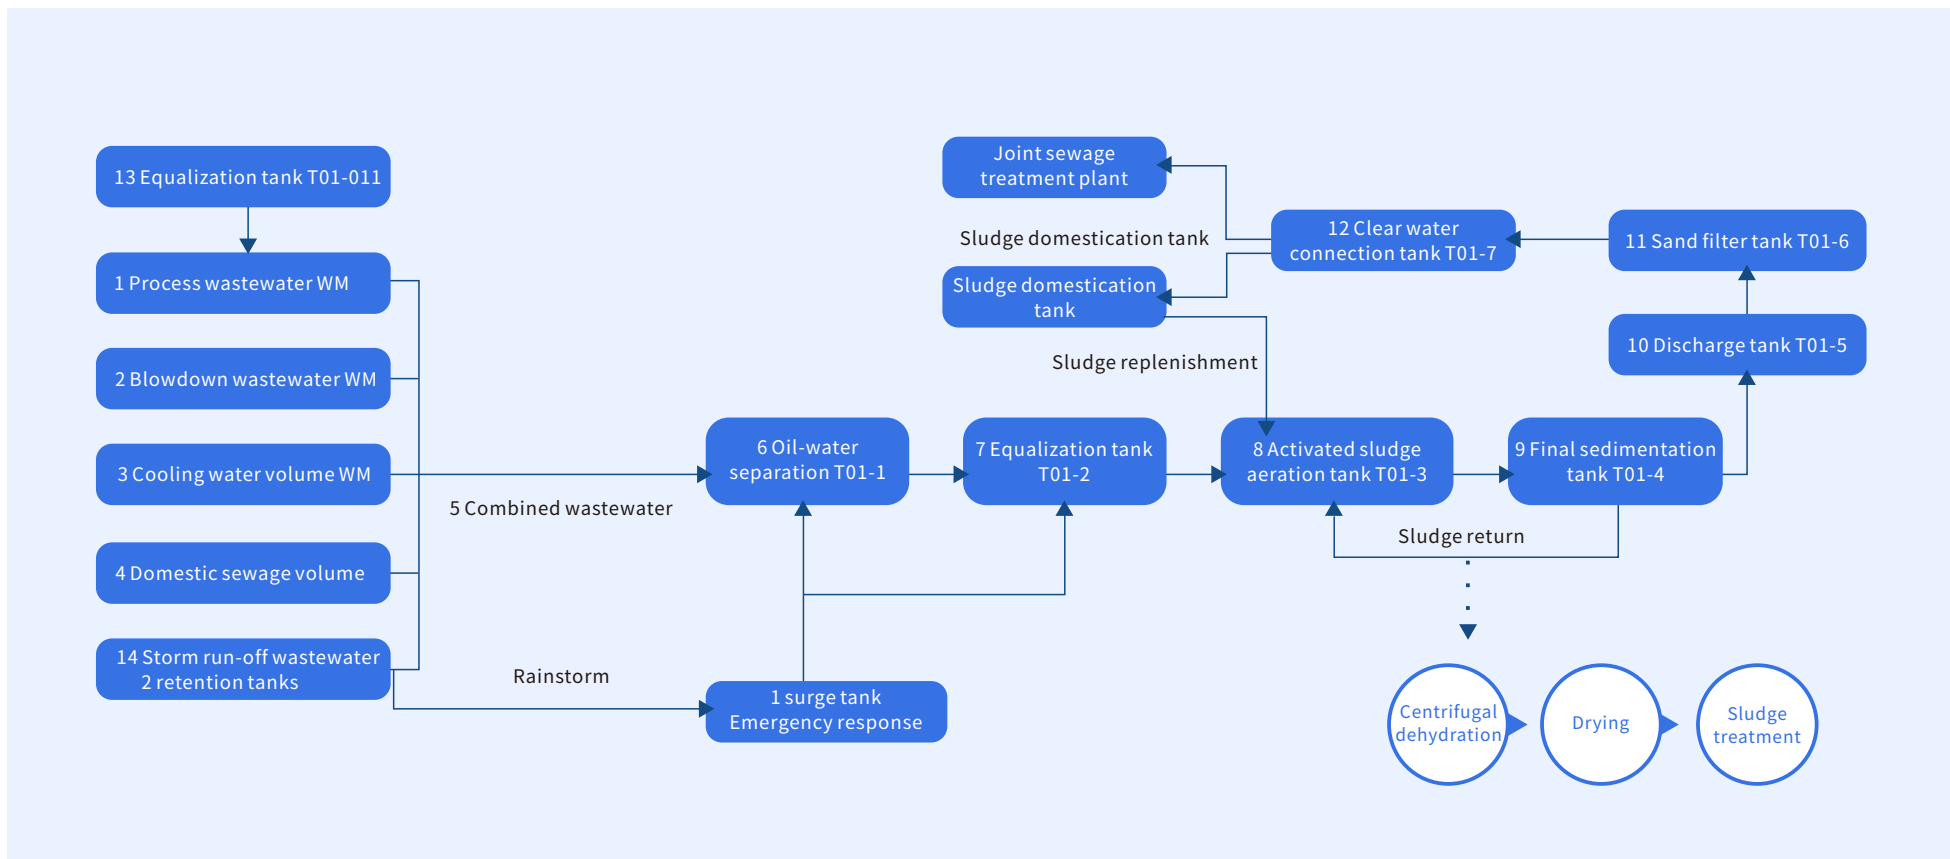 13 Equalization tank T01-011
1 Process wastewater WM
2 Blowdown wastewater WM
3 Cooling water volume WM
4 Domestic sewage volume
14 Storm run-off wastewater
2 retention tanks
5 Combined wastewater
Rainstorm
1 surge tank
Emergency response
6 Oil-water
separation T01-1
7 Equalization tank
T01-2
8 Activated sludge
aeration tank T01-3
9 Final sedimentation
tank T01-4
Sludge return
10 Discharge tank T01-5
11 Sand filter tank T01-6
12 Clear water
connection tank T01-7
Joint sewage
treatment plant
Sludge domestication tank
Sludge domestication
tank
Sludge replenishment
Centrifugal
dehydration
Drying
Sludge
treatment